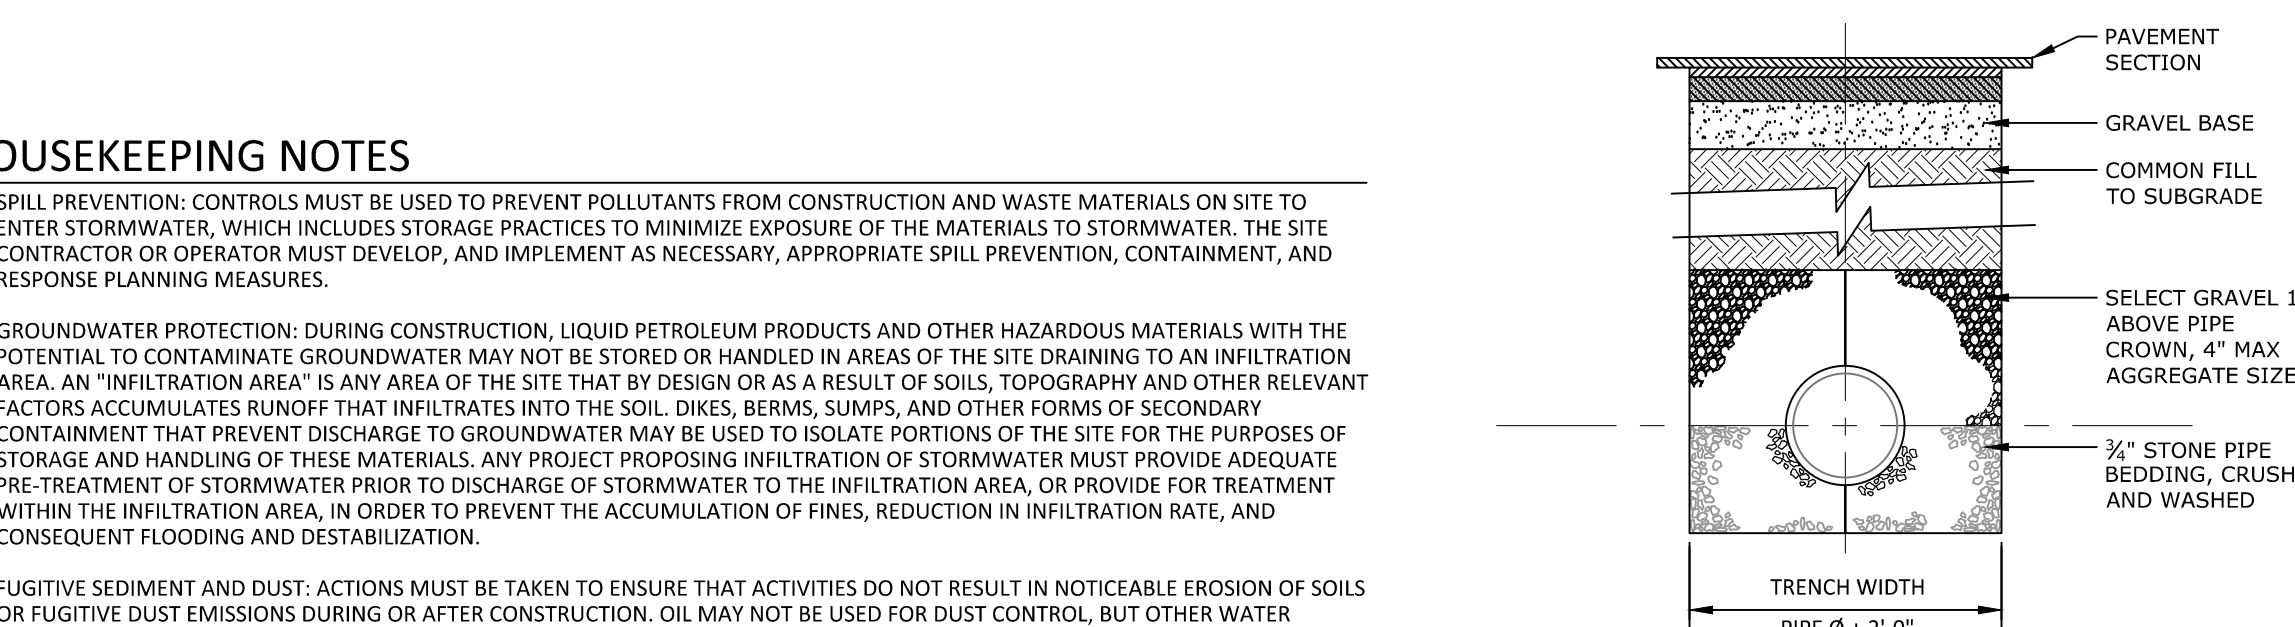 OUSEKEEPING NOTES
SPILL PREVENTION: CONTROLS MUST BE USED TO PREVENT POLLUTANTS FROM CONSTRUCTION AND WASTE MATERIALS ON SITE TO
ENTER STORMWATER, WHICH INCLUDES STORAGE PRACTICES TO MINIMIZE EXPOSURE OF THE MATERIALS TO STORMWATER. THE SITE
CONTRACTOR OR OPERATOR MUST DEVELOP, AND IMPLEMENT AS NECESSARY, APPROPRIATE SPILL PREVENTION, CONTAINMENT, AND
RESPONSE PLANNING MEASURES.
GROUNDWATER PROTECTION: DURING CONSTRUCTION, LIQUID PETROLEUM PRODUCTS AND OTHER HAZARDOUS MATERIALS WITH THE
POTENTIAL TO CONTAMINATE GROUNDWATER MAY NOT BE STORED OR HANDLED IN AREAS OF THE SITE DRAINING TO AN INFILTRATION
AREA. AN "INFILTRATION AREA" IS ANY AREA OF THE SITE THAT BY DESIGN OR AS A RESULT OF SOILS, TOPOGRAPHY AND OTHER RELEVANT
FACTORS ACCUMULATES RUNOFF THAT INFILTRATES INTO THE SOIL. DIKES, BERMS, SUMPS, AND OTHER FORMS OF SECONDARY
CONTAINMENT THAT PREVENT DISCHARGE TO GROUNDWATER MAY BE USED TO ISOLATE PORTIONS OF THE SITE FOR THE PURPOSES OF
STORAGE AND HANDLING OF THESE MATERIALS. ANY PROJECT PROPOSING INFILTRATION OF STORMWATER MUST PROVIDE ADEQUATE
PRE-TREATMENT OF STORMWATER PRIOR TO DISCHARGE OF STORMWATER TO THE INFILTRATION AREA, OR PROVIDE FOR TREATMENT
WITHIN THE INFILTRATION AREA, IN ORDER TO PREVENT THE ACCUMULATION OF FINES, REDUCTION IN INFILTRATION RATE, AND
CONSEQUENT FLOODING AND DESTABILIZATION.
FUGITIVE SEDIMENT AND DUST: ACTIONS MUST BE TAKEN TO ENSURE THAT ACTIVITIES DO NOT RESULT IN NOTICEABLE EROSION OF SOILS
OR FUGITIVE DUST EMISSIONS DURING OR AFTER CONSTRUCTION. OIL MAY NOT BE USED FOR DUST CONTROL, BUT OTHER WATER
PAVEMENT
SECTION
GRAVEL BASE
COMMON FILL
TO SUBGRADE
SELECT GRAVEL 1
ABOVE PIPE
CROWN, 4" MAX
AGGREGATE SIZE
¾" STONE PIPE
BEDDING, CRUSH
AND WASHED
TRENCH WIDTH
PIPE Ø + 2'-0"